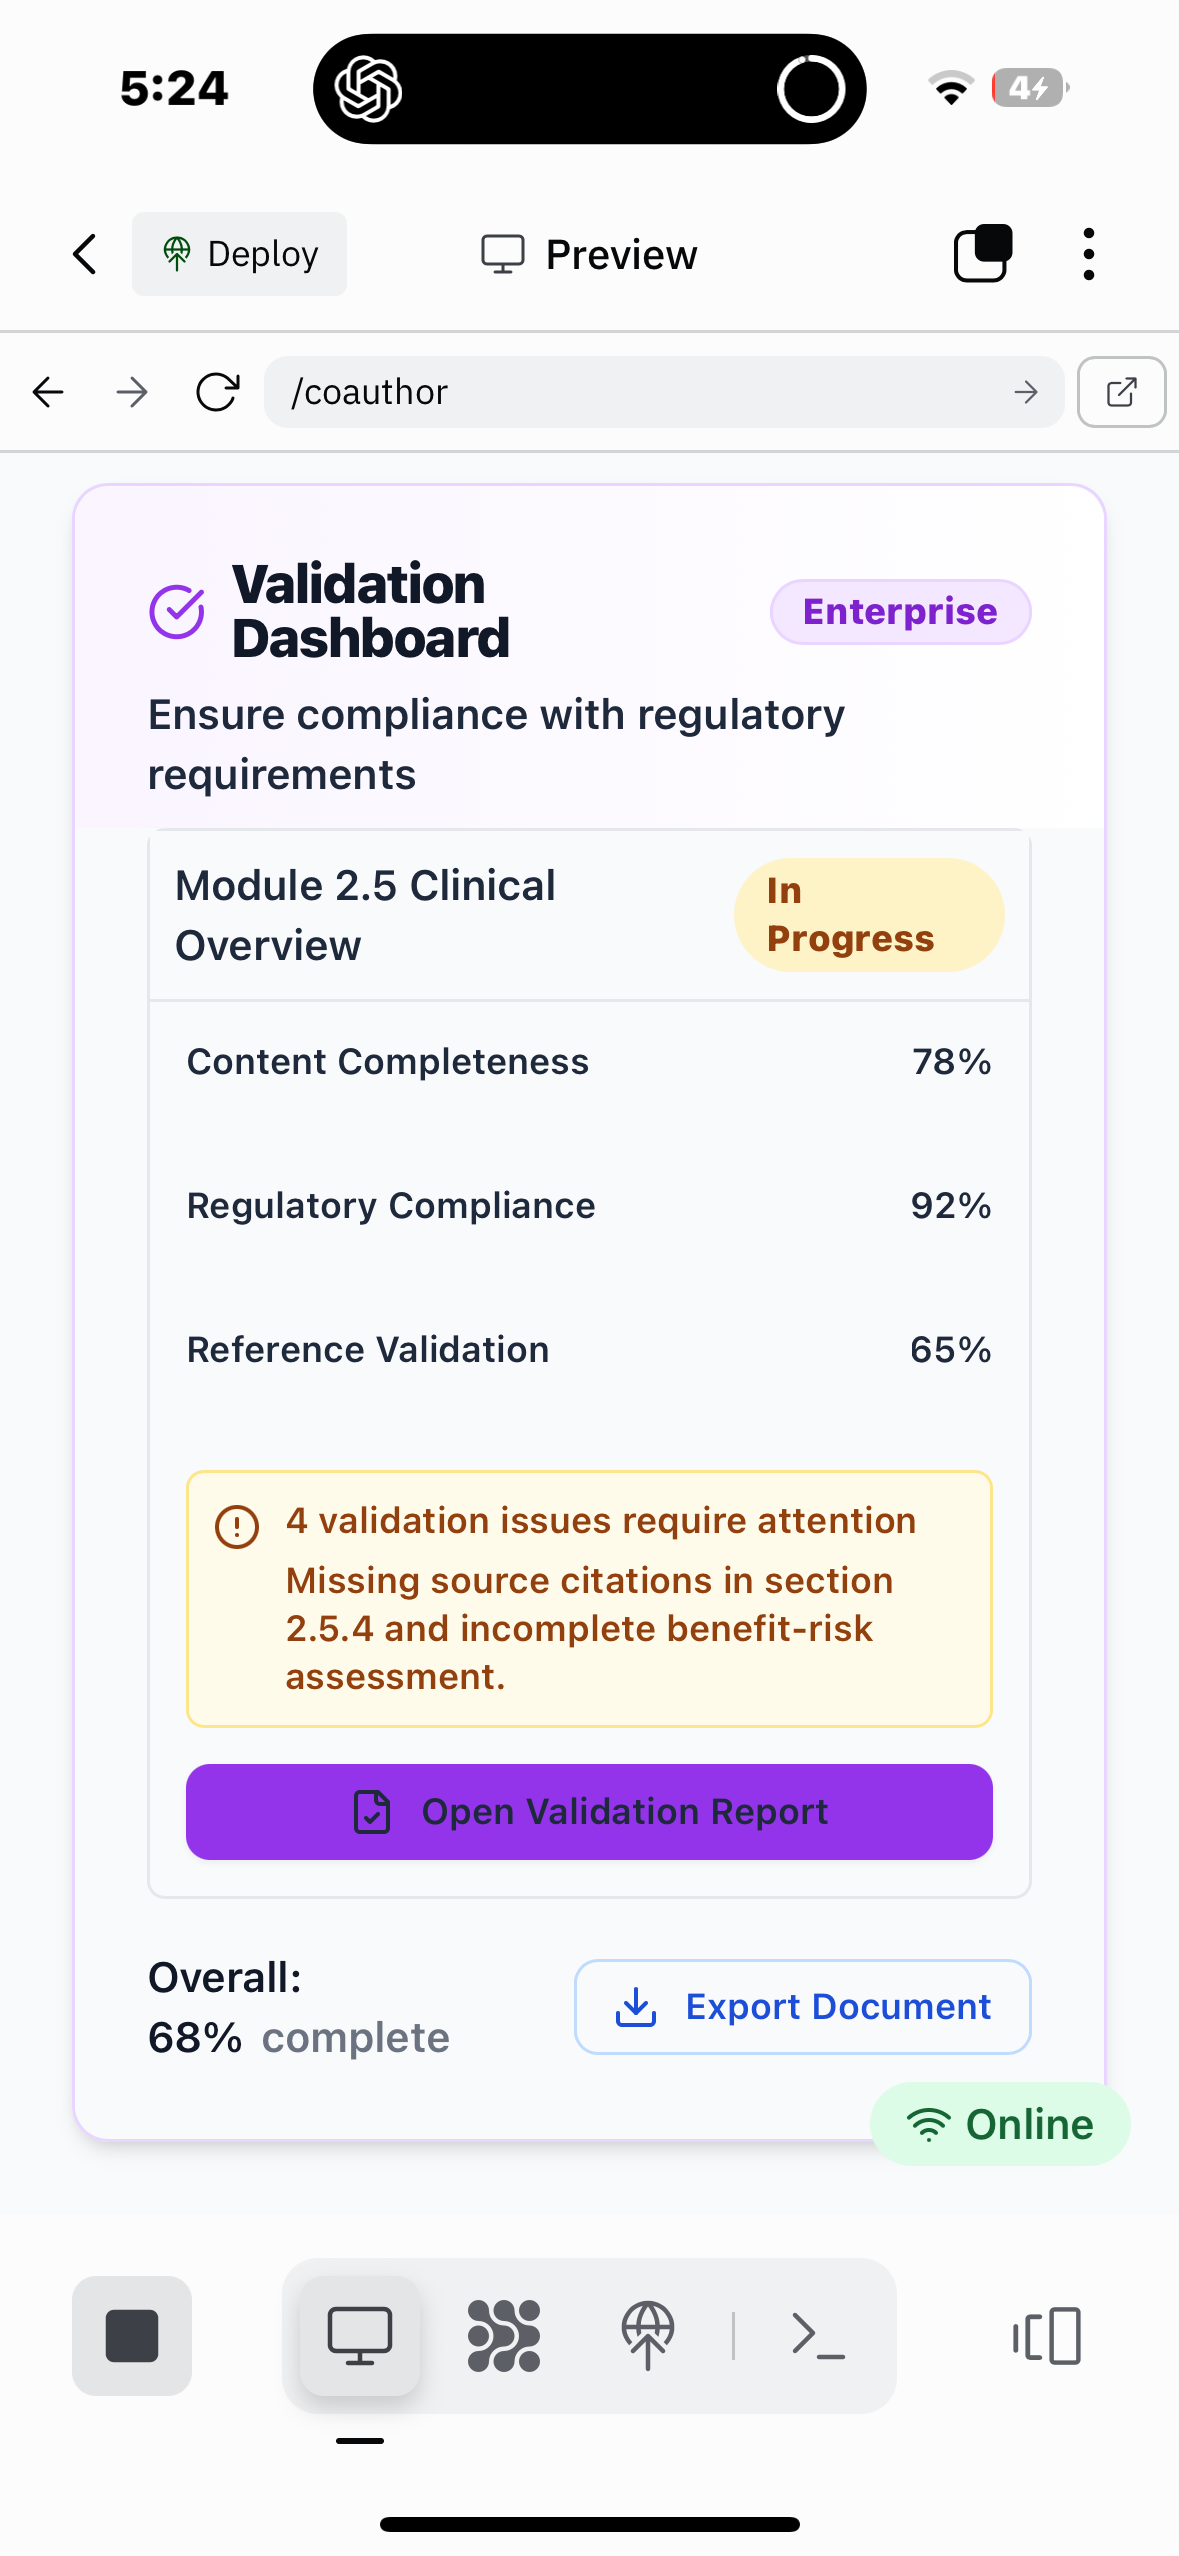 5:24
4
Deploy
Preview
/coauthor
Validation
Dashboard
Enterprise
Ensure compliance with regulatory
requirements
Module 2.5 Clinical
Overview
In
Progress
Content Completeness 78%
Regulatory Compliance 92%
Reference Validation 65%
4 validation issues require attention
Missing source citations in section
2.5.4 and incomplete benefit-risk
assessment.
Open Validation Report
Overall:
68% complete
Export Document
Online